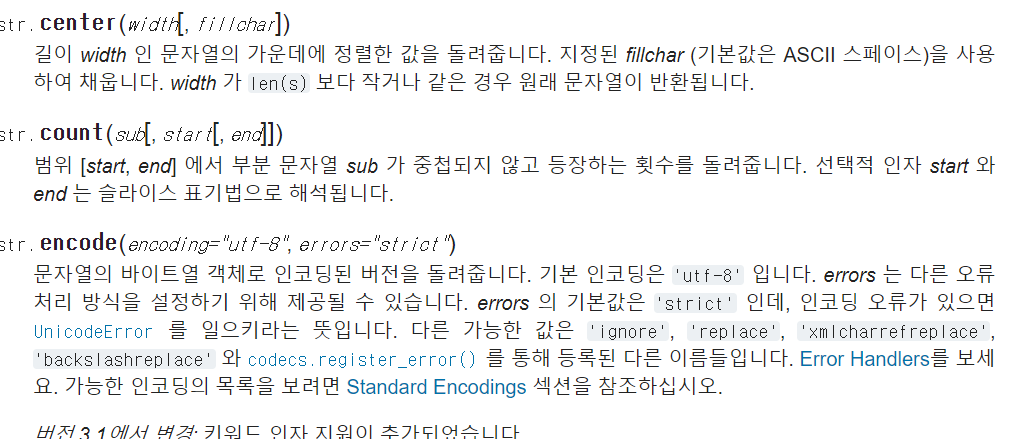 str.center(width[, fillchar])
길이 width 인 문자열의 가운데에 정렬한 값을 돌려줍니다. 지정된 fillchar (기본값은 ASCII 스페이스)을 사용
하여 채웁니다. width 가 len(s) 보다 작거나 같은 경우 원래 문자열이 반환됩니다.
str.count(sub[, start[, end]])
범위 [start, end] 에서 부분 문자열 sub 가 중첩되지 않고 등장하는 횟수를 돌려줍니다. 선택적 인자 start 와
end 는 슬라이스 표기법으로 해석됩니다.
str.encode(encoding="utf-8", errors="strict")
문자열의 바이트열 객체로 인코딩된 버전을 돌려줍니다. 기본 인코딩은 'utf-8' 입니다. errors 는 다른 오류
처리 방식을 설정하기 위해 제공될 수 있습니다. errors 의 기본값은 'strict' 인데, 인코딩 오류가 있으면
UnicodeError 를 일으키라는 뜻입니다. 다른 가능한 값은 'ignore', 'replace', 'xmlcharrefreplace',
'backslashreplace' 와 codecs.register_error() 를 통해 등록된 다른 이름들입니다. Error Handlers를 보세
요. 가능한 인코딩의 목록을 보려면 Standard Encodings 섹션을 참조하십시오.
버전 3.1에서 변경: 키워드 인자 지원이 추가되었습니다